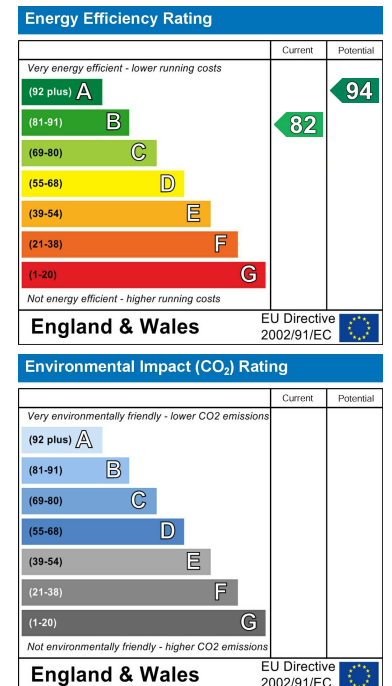 Energy Efficiency Rating
Current Potential
Very energy efficient - lower running costs
(92 plus) A
94
(81-91) B
82
(69-80) C
(55-68) D
(39-54) E
(21-38) F
(1-20) G
Not energy efficient - higher running costs
England & Wales
EU Directive
2002/91/EC
Environmental Impact (CO₂) Rating
Current Potential
Very environmentally friendly - lower CO2 emissions
(92 plus) A
(81-91) B
(69-80) C
(55-68) D
(39-54) E
(21-38) F
(1-20) G
Not environmentally friendly - higher CO2 emissions
England & Wales
EU Directive
2002/91/EC